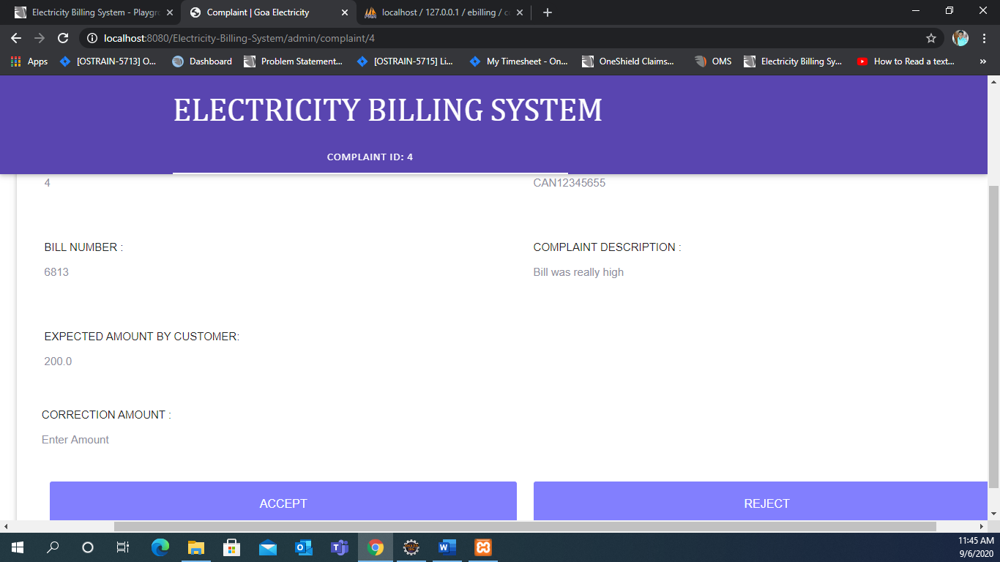 Electricity Billing System - Playgr
Complaint | Goa Electricity
localhost / 127.0.0.1 / ebilling / c
localhost:8080/Electricity-Billing-System/admin/complaint/4
Apps
[OSTRAIN-5713] O...
Dashboard
Problem Statement...
[OSTRAIN-5715] Li...
My Timesheet - On...
OneShield Claims...
OMS
Electricity Billing Sy...
How to Read a text...
»
ELECTRICITY BILLING SYSTEM
COMPLAINT ID: 4
4
CAN12345655
BILL NUMBER :
COMPLAINT DESCRIPTION :
6813
Bill was really high
EXPECTED AMOUNT BY CUSTOMER:
200.0
CORRECTION AMOUNT :
Enter Amount
ACCEPT
REJECT
11:45 AM
9/6/2020